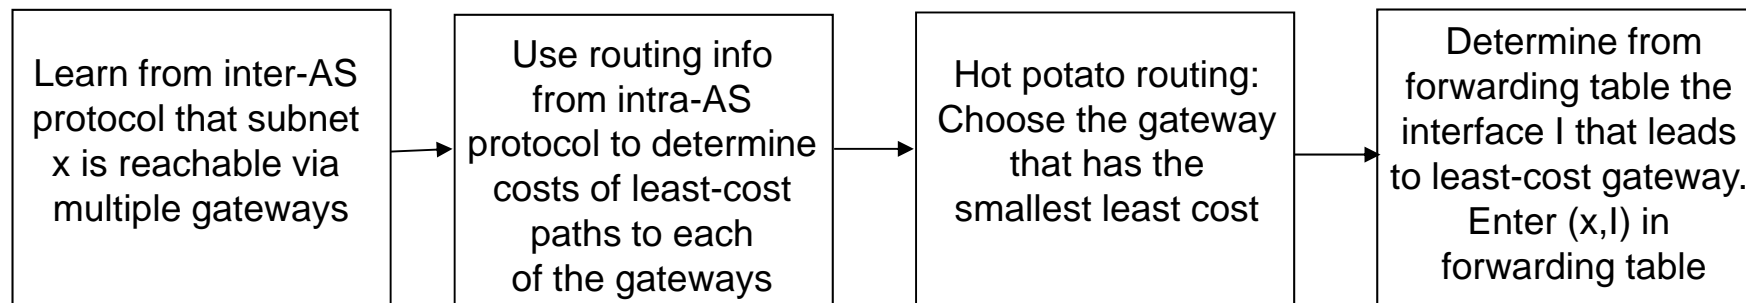 Learn from inter-AS
protocol that subnet
x is reachable via
multiple gateways
Use routing info
from intra-AS
protocol to determine
costs of least-cost
paths to each
of the gateways
Hot potato routing:
Choose the gateway
that has the
smallest least cost
Determine from
forwarding table the
interface I that leads
to least-cost gateway.
Enter (x,I) in
forwarding table